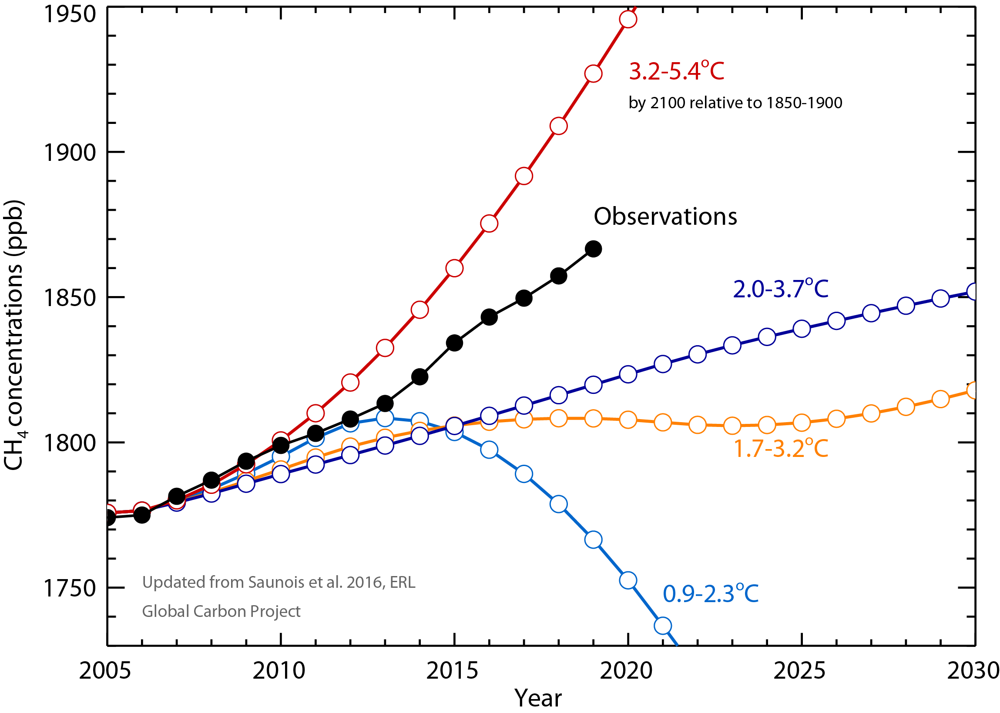 1950
1900
1850
1800
1750
CH₄ concentrations (ppb)
3.2-5.4°C
by 2100 relative to 1850-1900
Observations
2.0-3.7°C
1.7-3.2°C
0.9-2.3°C
Updated from Saunois et al. 2016, ERL
Global Carbon Project
2005 2010 2015 2020 2025 2030
Year